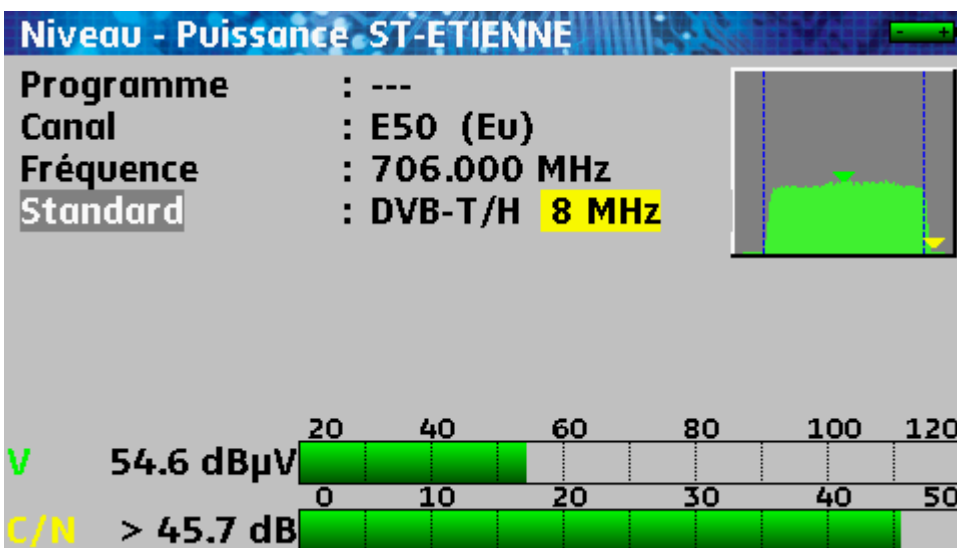 Niveau - Puissance ST-ETIENNE
- +
Programme : ---
Canal : E50 (Eu)
Fréquence : 706.000 MHz
Standard : DVB-T/H 8 MHz
20 40 60 80 100 120
V 54.6 dBµV
0 10 20 30 40 50
C/N > 45.7 dB